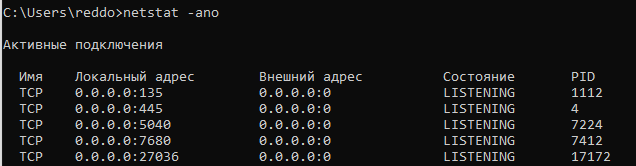 C:\Users\reddo>netstat -ano
Активные подключения
Имя Локальный адрес Внешний адрес Состояние PID
TCP 0.0.0.0:135 0.0.0.0:0 LISTENING 1112
TCP 0.0.0.0:445 0.0.0.0:0 LISTENING 4
TCP 0.0.0.0:5040 0.0.0.0:0 LISTENING 7224
TCP 0.0.0.0:7680 0.0.0.0:0 LISTENING 7412
TCP 0.0.0.0:27036 0.0.0.0:0 LISTENING 17172